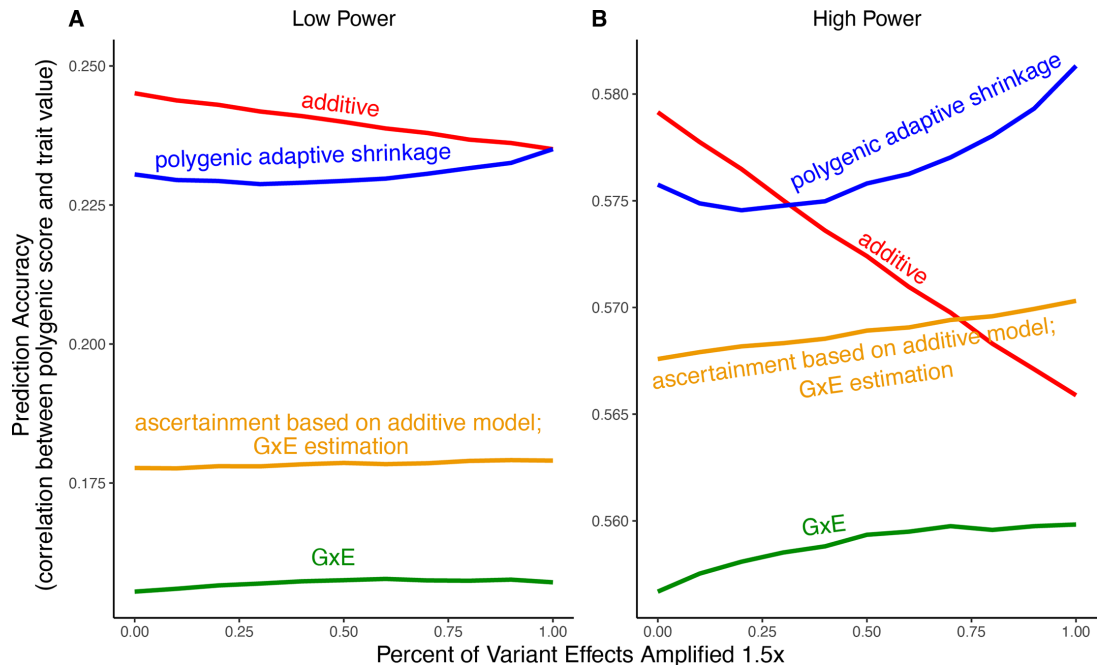 A
Low Power
B
High Power
Prediction Accuracy
(correlation between polygenic score and trait value)
0.250
0.225
0.200
0.175
additive
polygenic adaptive shrinkage
ascertainment based on additive model;
GxE estimation
GxE
0.00
0.25
0.50
0.75
1.00
0.580
0.575
0.570
0.565
0.560
polygenic adaptive shrinkage
additive
ascertainment based on additive model;
GxE estimation
GxE
0.00
0.25
0.50
0.75
1.00
Percent of Variant Effects Amplified 1.5x